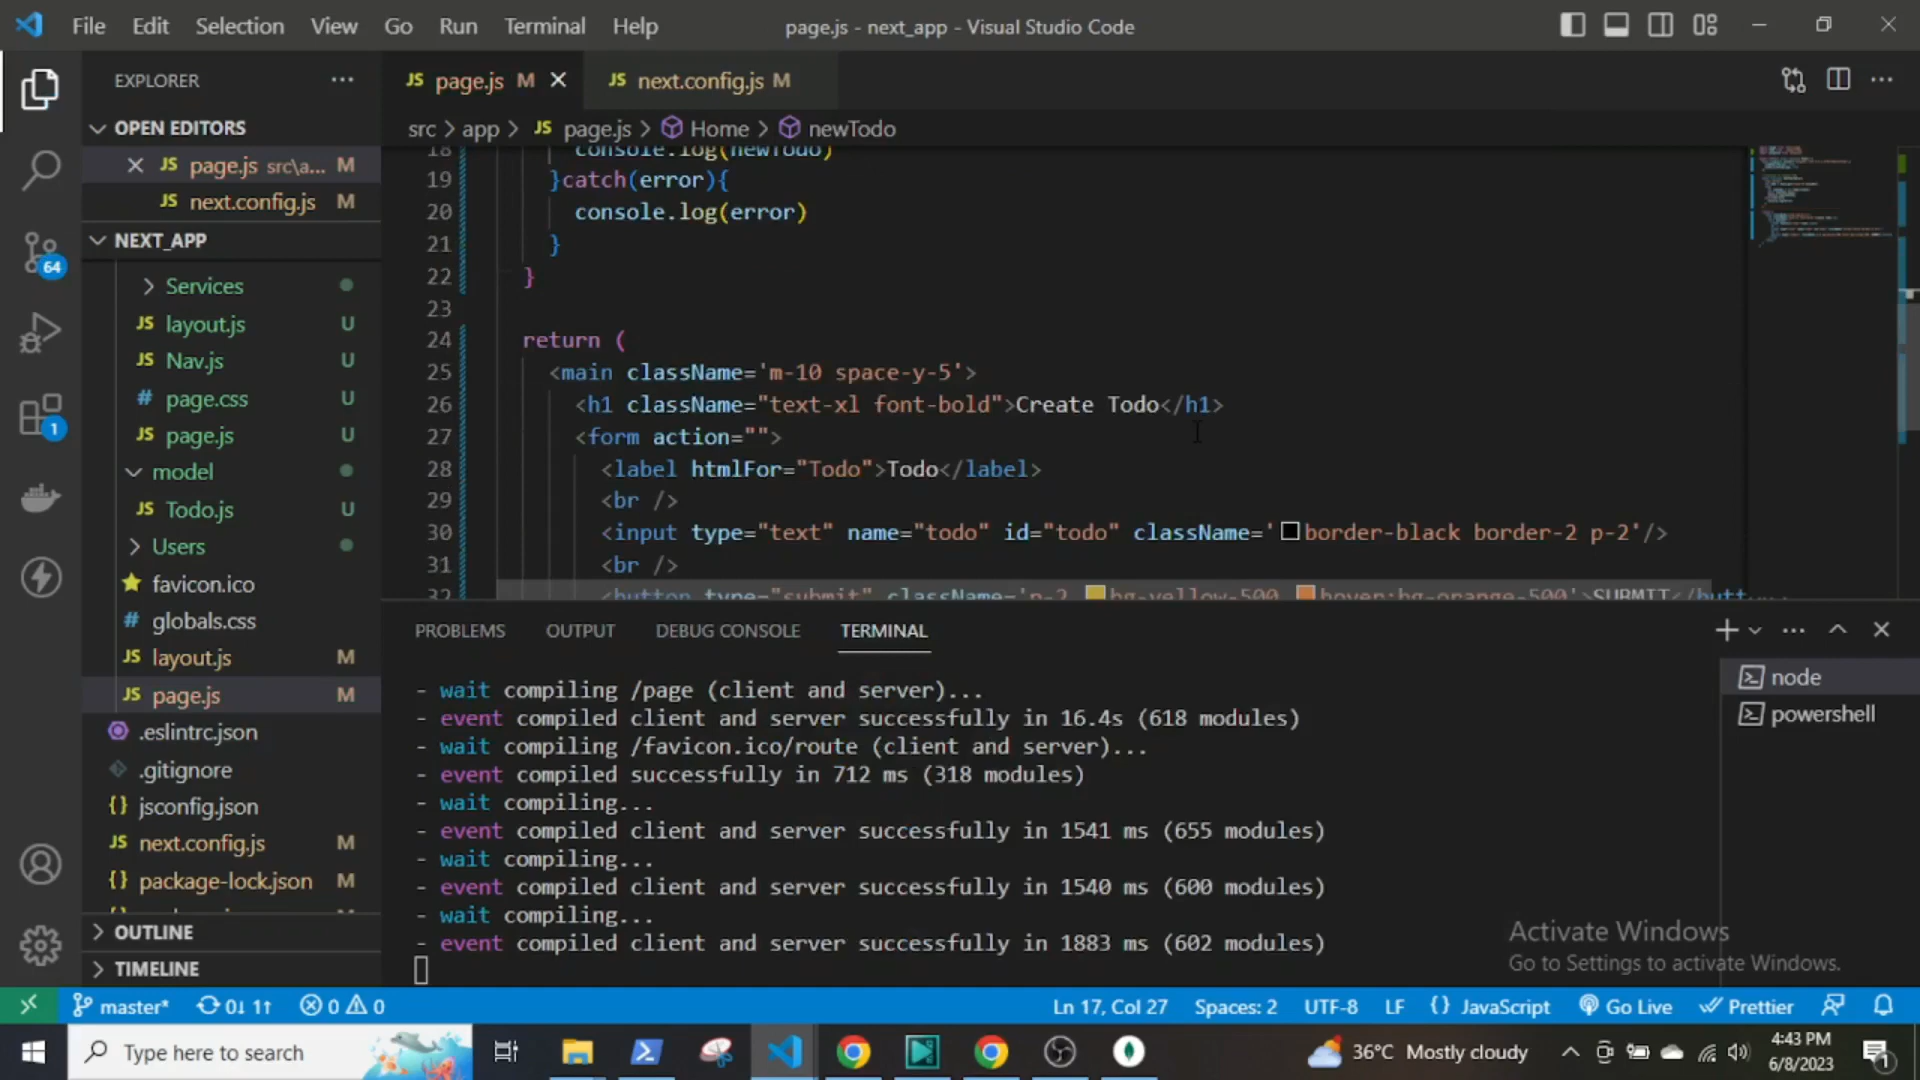 File Edit Selection View Go Run Terminal Help
page.js - next_app - Visual Studio Code
EXPLORER
OPEN EDITORS
page.js src\a... M
next.config.js M
NEXT_APP
Services
layout.js U
Nav.js U
page.css U
page.js U
model
Todo.js U
Users
favicon.ico
globals.css
layout.js M
page.js M
.eslintrc.json
.gitignore
jsconfig.json
next.config.js M
package-lock.json M
OUTLINE
TIMELINE
64
1
JS page.js M
JS next.config.js M
src > app > JS page.js > Home > newTodo
18 console.log(newTodo)
19 }catch(error){
20 console.log(error)
21 }
22 }
23
24 return (
25 <main className='m-10 space-y-5'>
26 <h1 className="text-xl font-bold">Create Todo</h1>
27 <form action="">
28 <label htmlFor="Todo">Todo</label>
29 <br />
30 <input type="text" name="todo" id="todo" className='border-black border-2 p-2'/>
31 <br />
32 <button type="submit" className='p-2 bg-yellow-500 hover:bg-orange-500'>SUBMIT</butt
PROBLEMS OUTPUT DEBUG CONSOLE TERMINAL
- wait compiling /page (client and server)...
- event compiled client and server successfully in 16.4s (618 modules)
- wait compiling /favicon.ico/route (client and server)...
- event compiled successfully in 712 ms (318 modules)
- wait compiling...
- event compiled client and server successfully in 1541 ms (655 modules)
- wait compiling...
- event compiled client and server successfully in 1540 ms (600 modules)
- wait compiling...
- event compiled client and server successfully in 1883 ms (602 modules)
node
powershell
Activate Windows
Go to Settings to activate Windows.
master* 0↓ 1↑ 0 0
Ln 17, Col 27 Spaces: 2 UTF-8 LF {} JavaScript Go Live Prettier
Type here to search
36°C Mostly cloudy
4:43 PM
6/8/2023
1